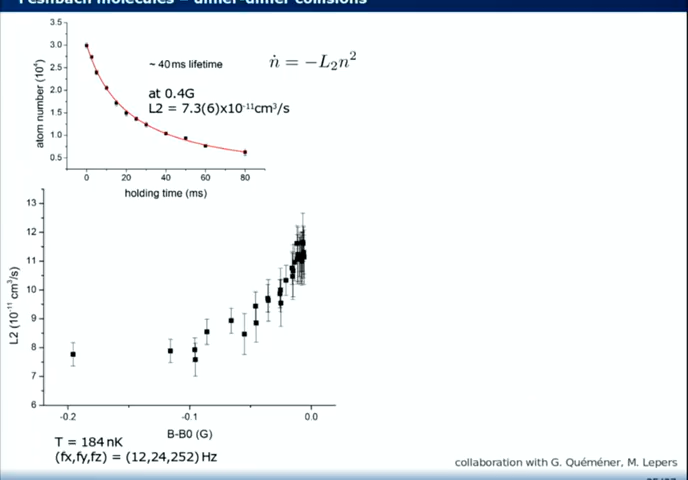 Feshbach molecules – dimer-dimer collisions
3.5
3.0
2.5
2.0
1.5
1.0
0.5
atom number (10⁴)
0 20 40 60 80
holding time (ms)
~ 40 ms lifetime
ṅ = −L₂n²
at 0.4G
L2 = 7.3(6)x10⁻¹¹cm³/s
13
12
11
10
9
8
7
6
L2 (10⁻¹¹ cm³/s)
-0.2 -0.1 0.0
B-B0 (G)
T = 184 nK
(fx,fy,fz) = (12,24,252) Hz
collaboration with G. Quéméner, M. Lepers